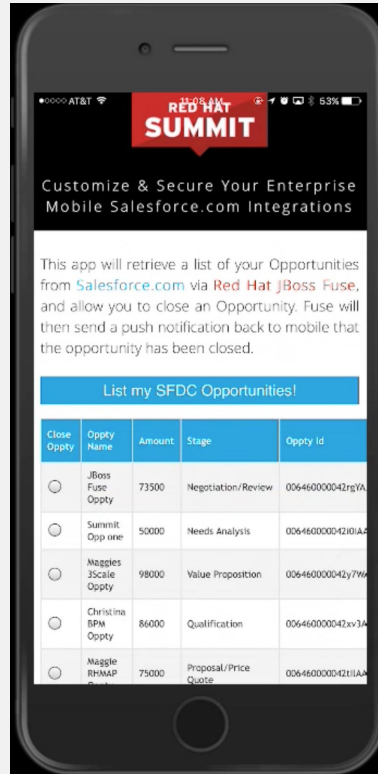 AT&T 11:08 AM 53%
RED HAT
SUMMIT
Customize & Secure Your Enterprise
Mobile Salesforce.com Integrations
This app will retrieve a list of your Opportunities
from Salesforce.com via Red Hat JBoss Fuse,
and allow you to close an Opportunity. Fuse will
then send a push notification back to mobile that
the opportunity has been closed.
List my SFDC Opportunities!
Close Oppty Name Amount Stage Oppty Id
Oppty
JBoss
Fuse 73500 Negotiation/Review
Oppty
Summit 50000 Needs Analysis
Opp one
Maggies
3Scale 98000 Value Proposition
Oppty
Christina
BPM 86000 Qualification
Oppty
Maggie
RHMAP 75000 Proposal/Price
Quote